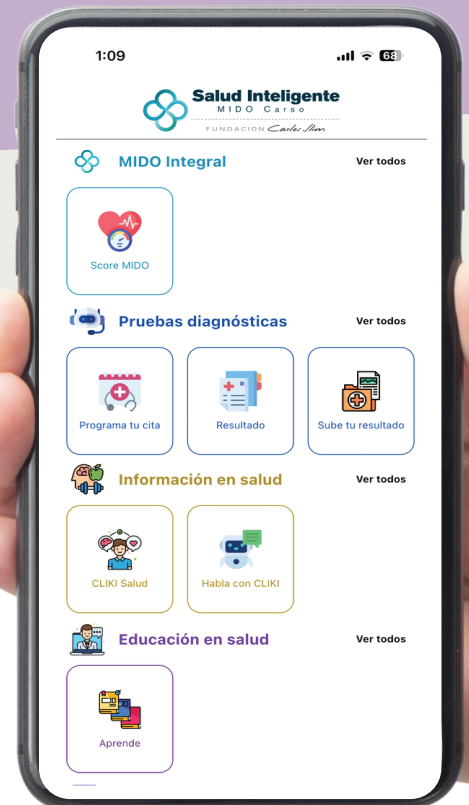 1:09
68
Salud Inteligente
MIDO Carso
FUNDACIÓN Carlos Slim
MIDO Integral
Ver todos
Score MIDO
Pruebas diagnósticas
Ver todos
Programa tu cita
Resultado
Sube tu resultado
Información en salud
Ver todos
CLIKI Salud
Habla con CLIKI
Educación en salud
Ver todos
Aprende